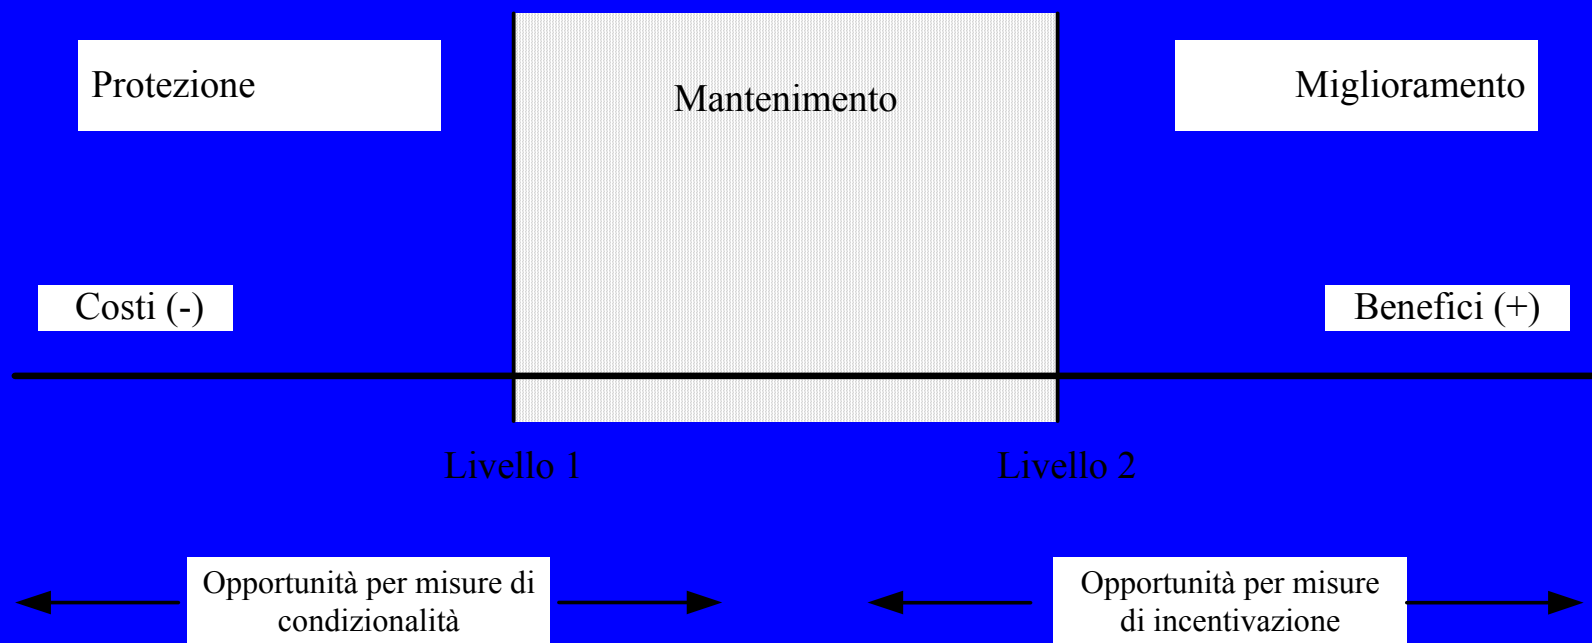 Protezione
Mantenimento
Miglioramento
Costi (-)
Benefici (+)
Livello 1
Livello 2
Opportunità per misure di
condizionalità
Opportunità per misure
di incentivazione